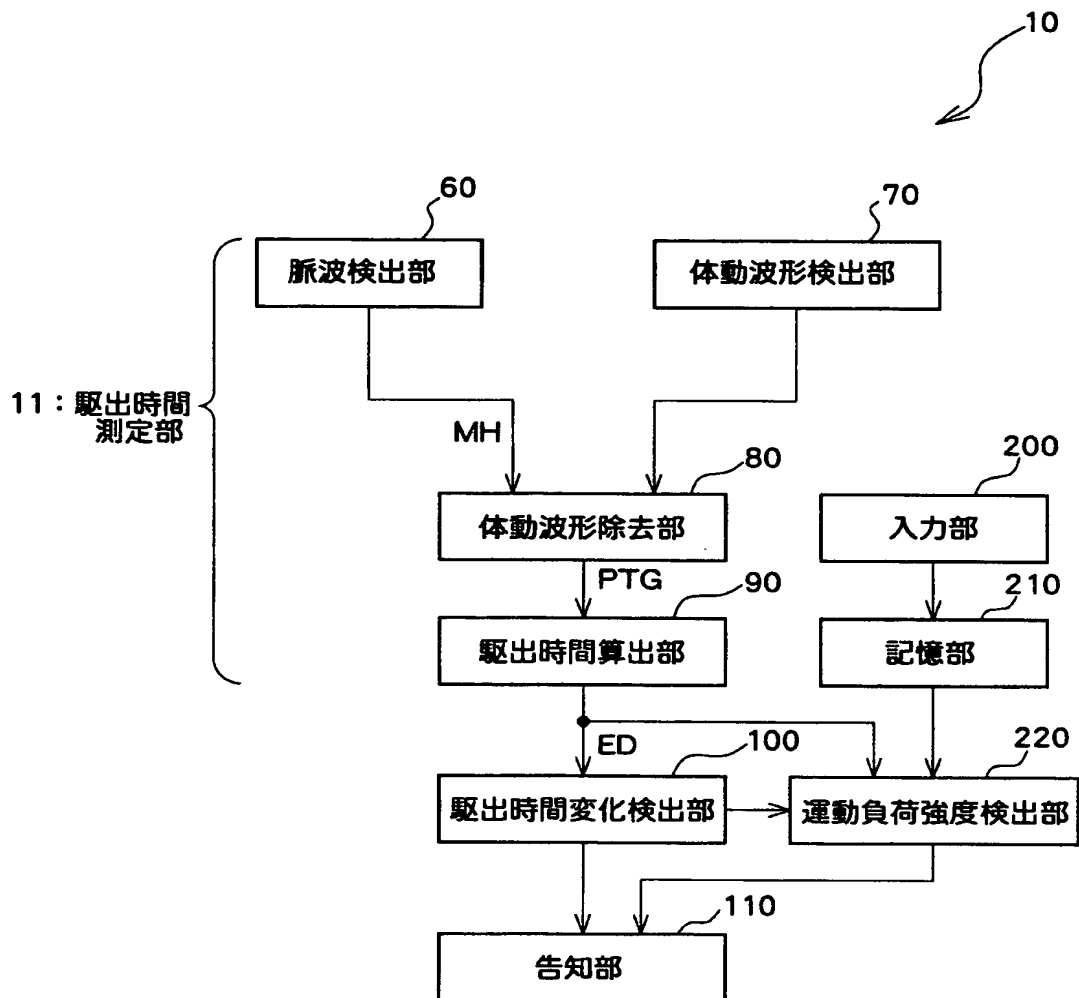 10
60
70
脈波検出部
体動波形検出部
11：駆出時間
測定部
MH
80
200
体動波形除去部
入力部
PTG
90
210
駆出時間算出部
記憶部
ED
100
220
駆出時間変化検出部
運動負荷強度検出部
110
告知部